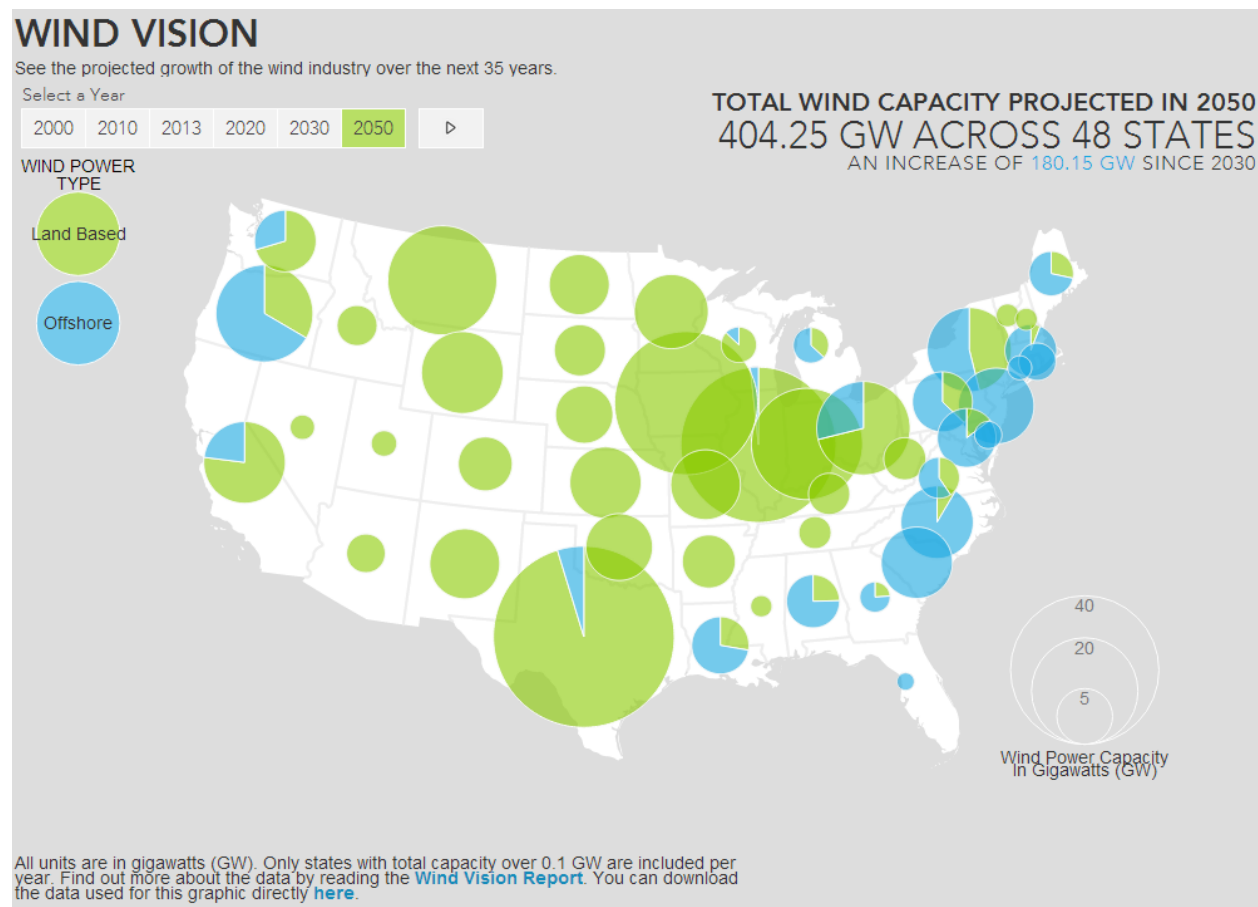 WIND VISION
See the projected growth of the wind industry over the next 35 years.
Select a Year
2000 2010 2013 2020 2030 2050
TOTAL WIND CAPACITY PROJECTED IN 2050
404.25 GW ACROSS 48 STATES
AN INCREASE OF 180.15 GW SINCE 2030
WIND POWER
TYPE
Land Based
Offshore
40
20
5
Wind Power Capacity
In Gigawatts (GW)
All units are in gigawatts (GW). Only states with total capacity over 0.1 GW are included per
year. Find out more about the data by reading the Wind Vision Report. You can download
the data used for this graphic directly here.